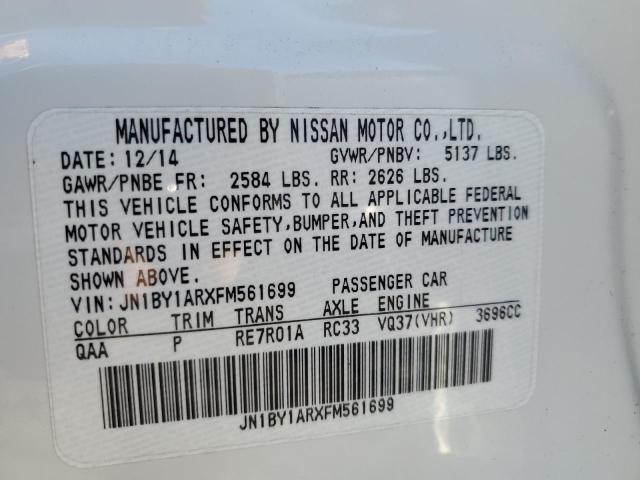 MANUFACTURED BY NISSAN MOTOR CO.,LTD.
DATE: 12/14 GVWR/PNBV: 5137 LBS.
GAWR/PNBE FR: 2584 LBS. RR: 2626 LBS.
THIS VEHICLE CONFORMS TO ALL APPLICABLE FEDERAL
MOTOR VEHICLE SAFETY,BUMPER,AND THEFT PREVENTION
STANDARDS IN EFFECT ON THE DATE OF MANUFACTURE
SHOWN ABOVE.
VIN: JN1BY1ARXFM561699 PASSENGER CAR
COLOR TRIM TRANS AXLE ENGINE
QAA P RE7R01A RC33 VQ37(VHR) 3696CC
JN1BY1ARXFM561699